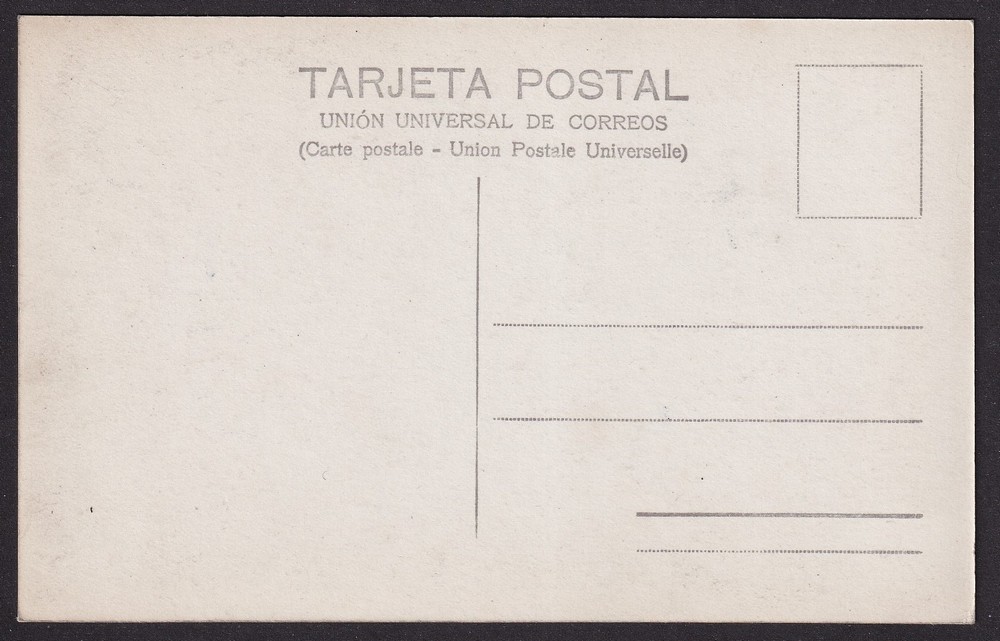 TARJETA POSTAL
UNIÓN UNIVERSAL DE CORREOS
(Carte postale - Union Postale Universelle)